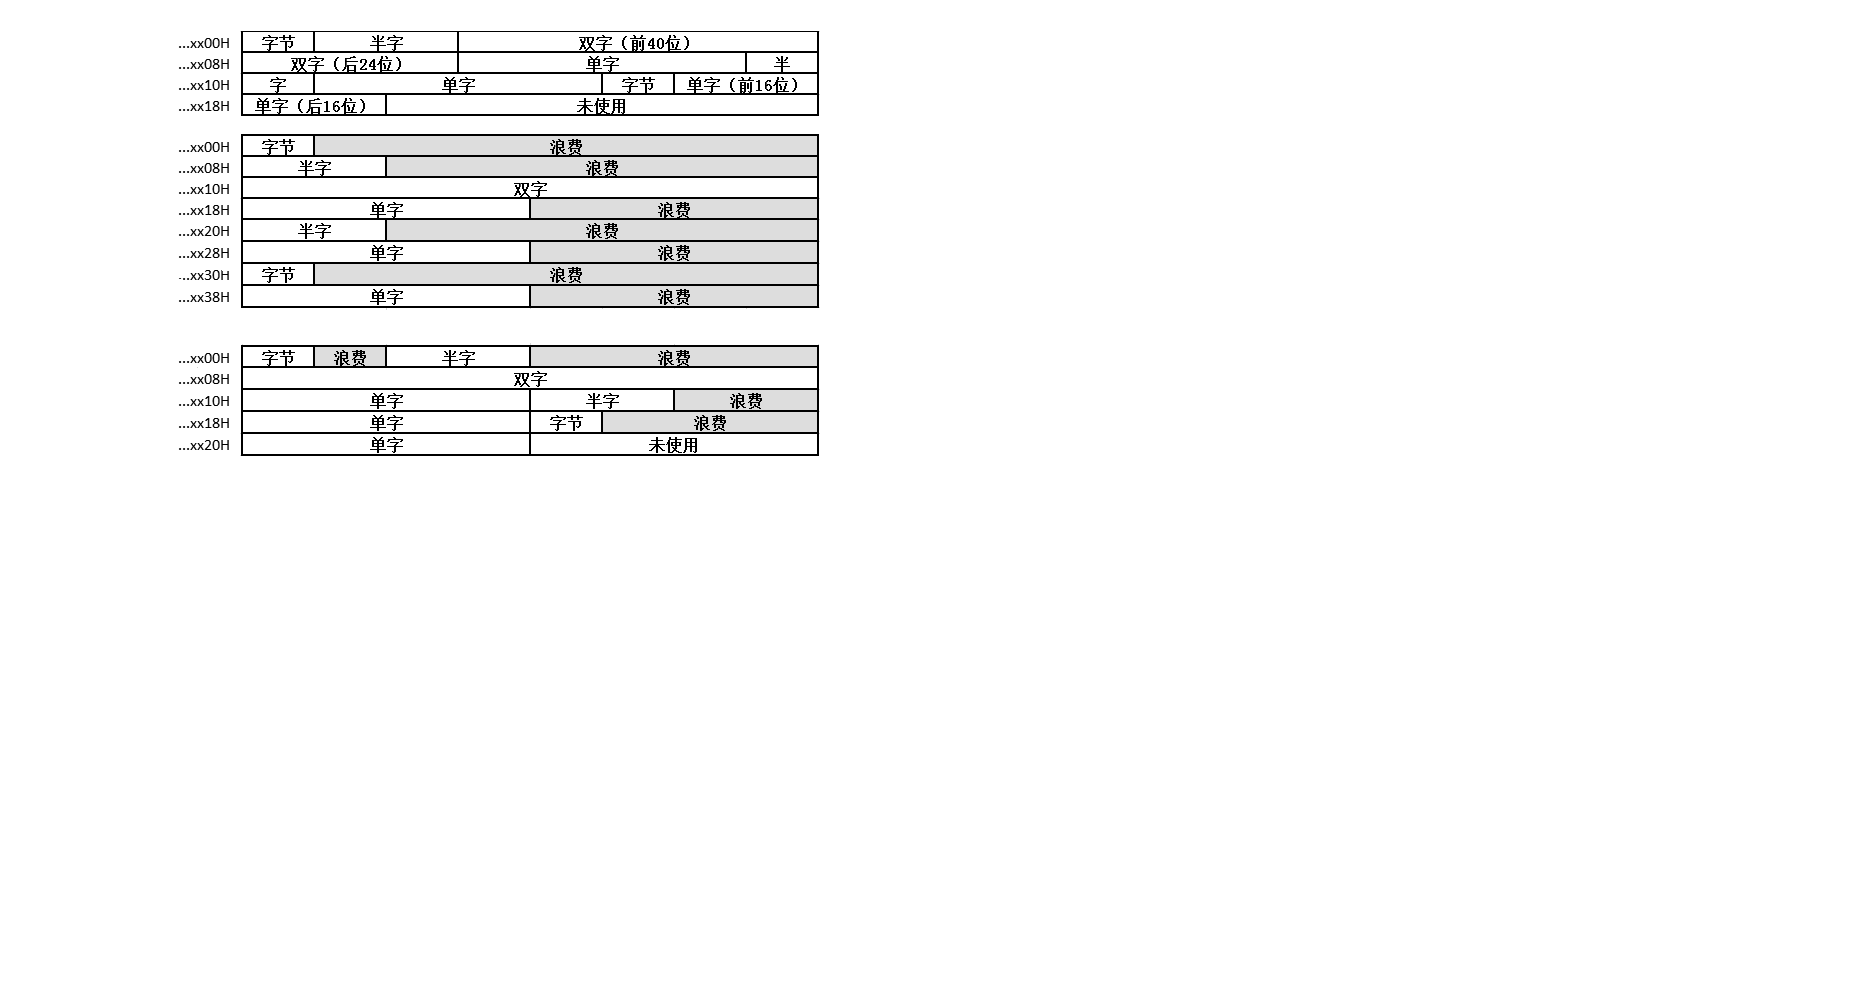 ...xx00H 字节 半字 双字（前40位）
...xx08H 双字（后24位） 单字 半
...xx10H 字 单字 字节 单字（前16位）
...xx18H 单字（后16位） 未使用
...xx00H 字节 浪费
...xx08H 半字 浪费
...xx10H 双字
...xx18H 单字 浪费
...xx20H 半字 浪费
...xx28H 单字 浪费
...xx30H 字节 浪费
...xx38H 单字 浪费
...xx00H 字节 浪费 半字 浪费
...xx08H 双字
...xx10H 单字 半字 浪费
...xx18H 单字 字节 浪费
...xx20H 单字 未使用